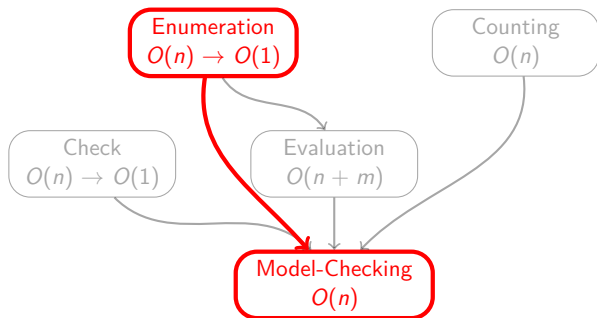 Enumeration
O(n) → O(1)
Counting
O(n)
Check
O(n) → O(1)
Evaluation
O(n + m)
Model-Checking
O(n)